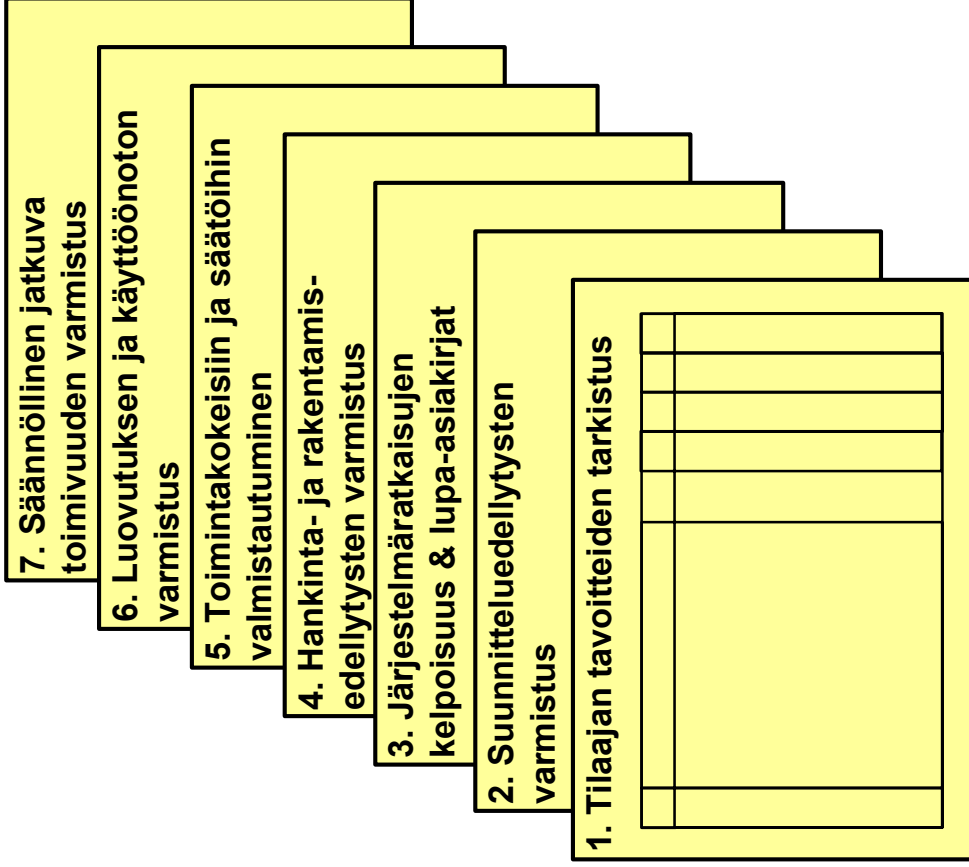 7. Säännöllinen jatkuva
toimivuuden varmistus
6. Luovutuksen ja käyttöönoton
varmistus
5. Toimintakokeisiin ja säätöihin
valmistautuminen
4. Hankinta- ja rakentamis-
edellytysten varmistus
3. Järjestelmäratkaisujen
kelpoisuus & lupa-asiakirjat
2. Suunnitteluedellytysten
varmistus
1. Tilaajan tavoitteiden tarkistus